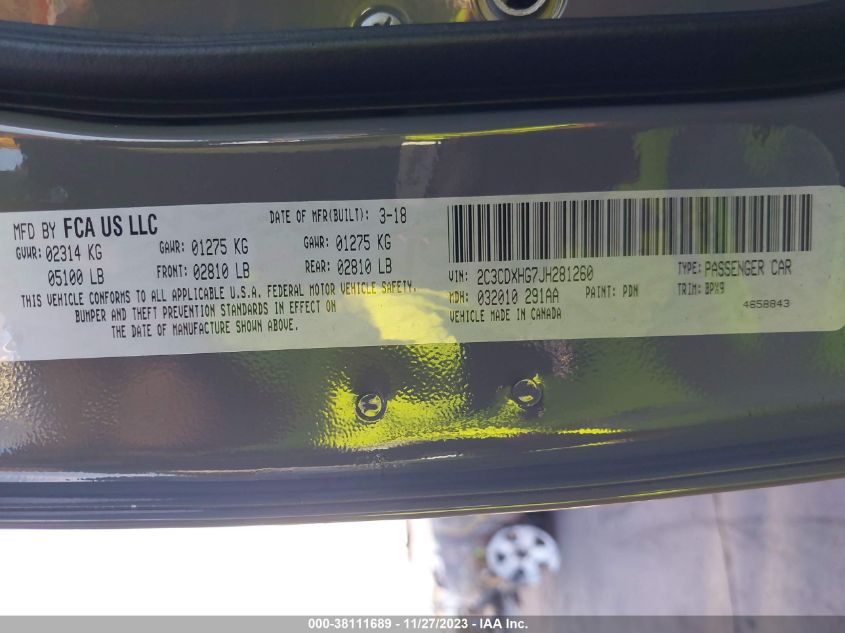 MFD BY FCA US LLC DATE OF MFR(BUILT): 3-18
GVWR: 02314 KG GAWR: 01275 KG GAWR: 01275 KG
05100 LB FRONT: 02810 LB REAR: 02810 LB
THIS VEHICLE CONFORMS TO ALL APPLICABLE U.S.A. FEDERAL MOTOR VEHICLE SAFETY,
BUMPER AND THEFT PREVENTION STANDARDS IN EFFECT ON
THE DATE OF MANUFACTURE SHOWN ABOVE.
VIN: 2C3CDXHG7JH281260 TYPE: PASSENGER CAR
MDH: 032010 291AA PAINT: PDN TRIM: BPX9
VEHICLE MADE IN CANADA 4658843
000-38111689 - 11/27/2023 - IAA Inc.